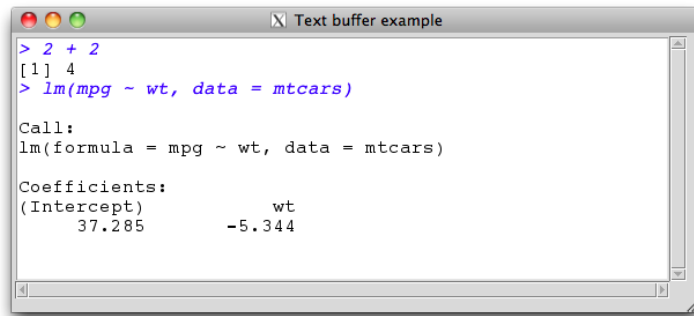 X Text buffer example
> 2 + 2
[1] 4
> lm(mpg ~ wt, data = mtcars)
Call:
lm(formula = mpg ~ wt, data = mtcars)
Coefficients:
(Intercept)           wt
     37.285       -5.344